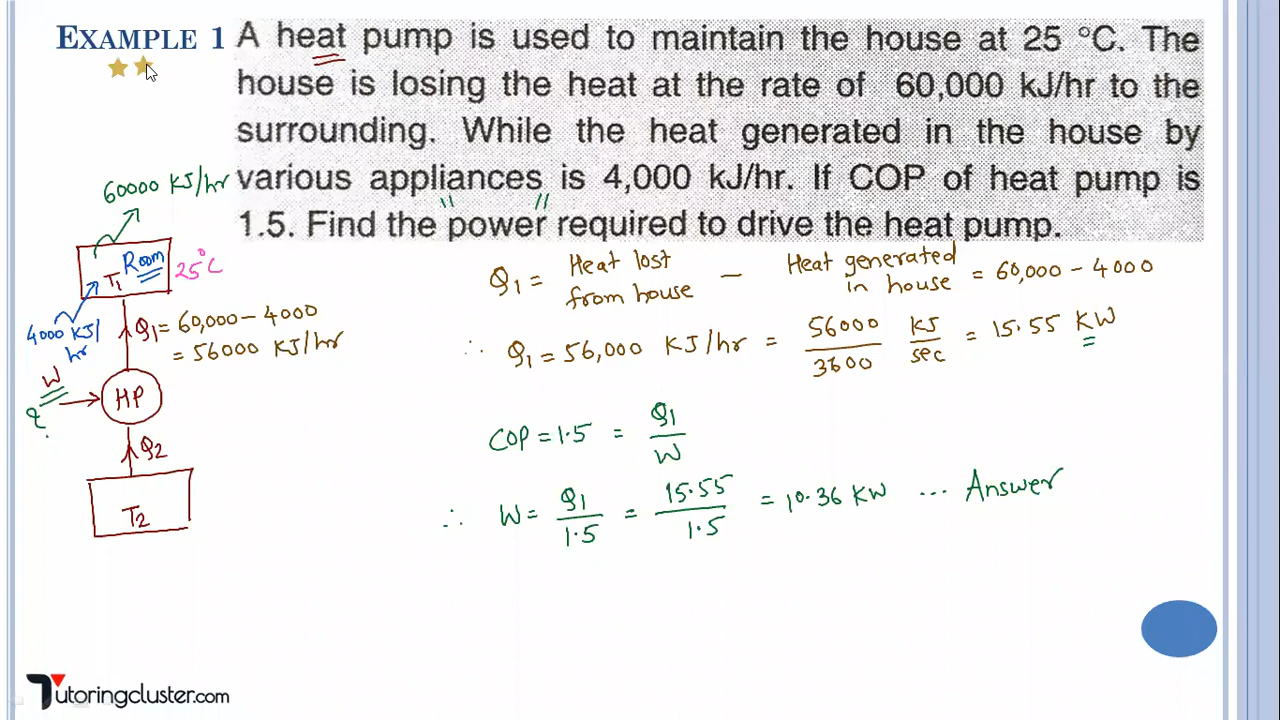 EXAMPLE 1
A heat pump is used to maintain the house at 25 °C. The
house is losing the heat at the rate of 60,000 kJ/hr to the
surrounding. While the heat generated in the house by
various appliances is 4,000 kJ/hr. If COP of heat pump is
1.5. Find the "power" required to drive the heat pump.
60000 KJ/hr
Room
T1
25°C
4000 KJ/
hr
Q1 = 60,000 - 4000
= 56000 KJ/hr
W
?
HP
Q2
T2
Q1 = Heat lost from house - Heat generated in house = 60,000 - 4000
∴ Q1 = 56,000 KJ/hr = 56000/3600 KJ/sec = 15.55 KW
COP = 1.5 = Q1/W
∴ W = Q1/1.5 = 15.55/1.5 = 10.36 KW ... Answer
Tutoringcluster.com